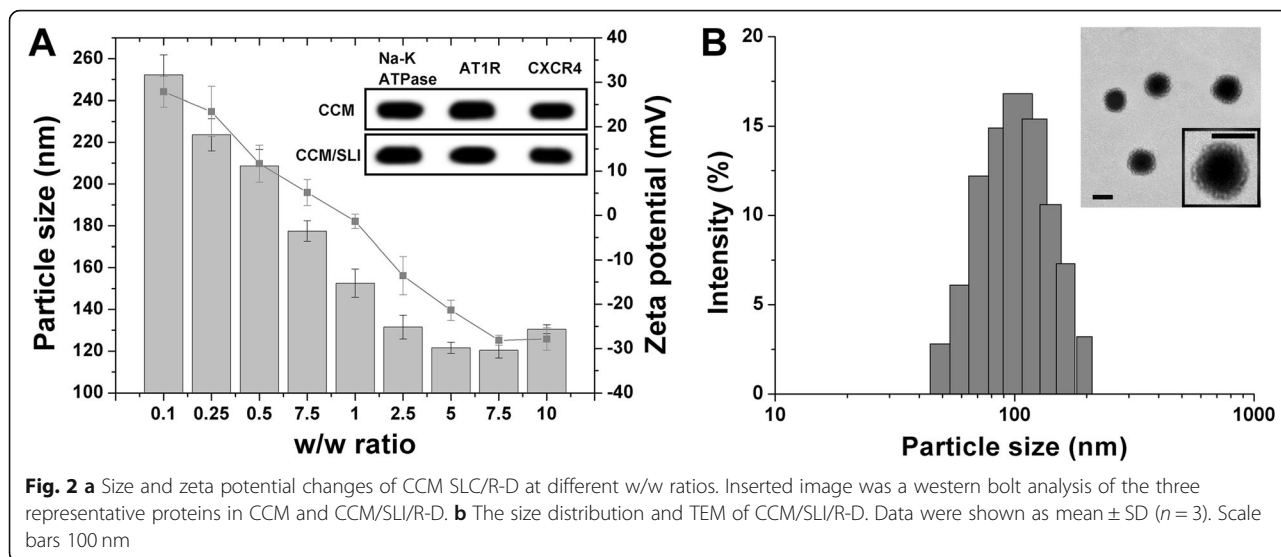 A
B
Particle size (nm)
260
240
220
200
180
160
140
120
100
Na-K
ATPase
AT1R
CXCR4
CCM
CCM/SLI
40
30
20
10
0
-10
-20
-30
-40
Zeta potential (mV)
0.1 0.25 0.5 7.5 1 2.5 5 7.5 10
w/w ratio
Intensity (%)
20
15
10
5
0
10 100 1000
Particle size (nm)
Fig. 2 a Size and zeta potential changes of CCM SLC/R-D at different w/w ratios. Inserted image was a western bolt analysis of the three
representative proteins in CCM and CCM/SLI/R-D. b The size distribution and TEM of CCM/SLI/R-D. Data were shown as mean ± SD (n = 3). Scale
bars 100 nm